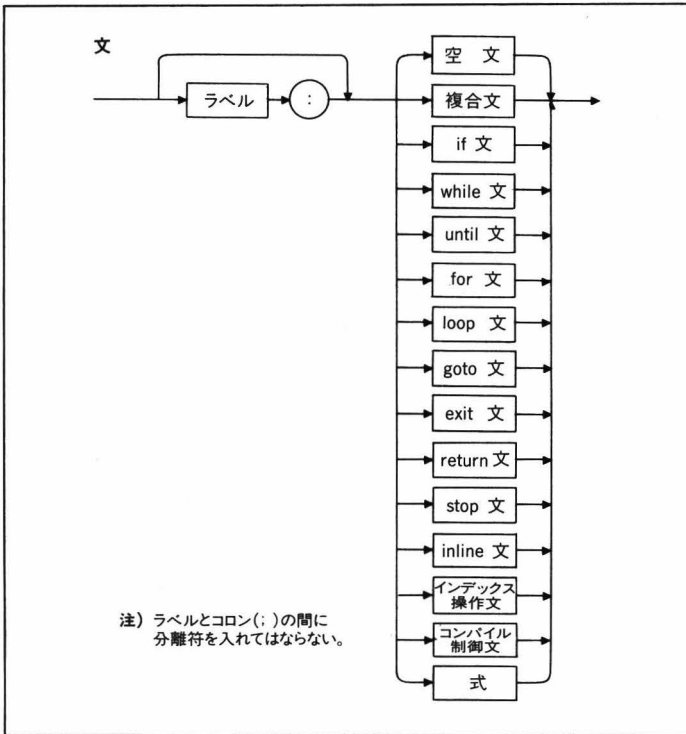 文
ラベル
:
空 文
複合文
if 文
while 文
until 文
for 文
loop 文
goto 文
exit 文
return 文
stop 文
inline 文
インデックス
操作文
コンパイル
制御文
式
注) ラベルとコロン(;)の間に
分離符を入れてはならない。